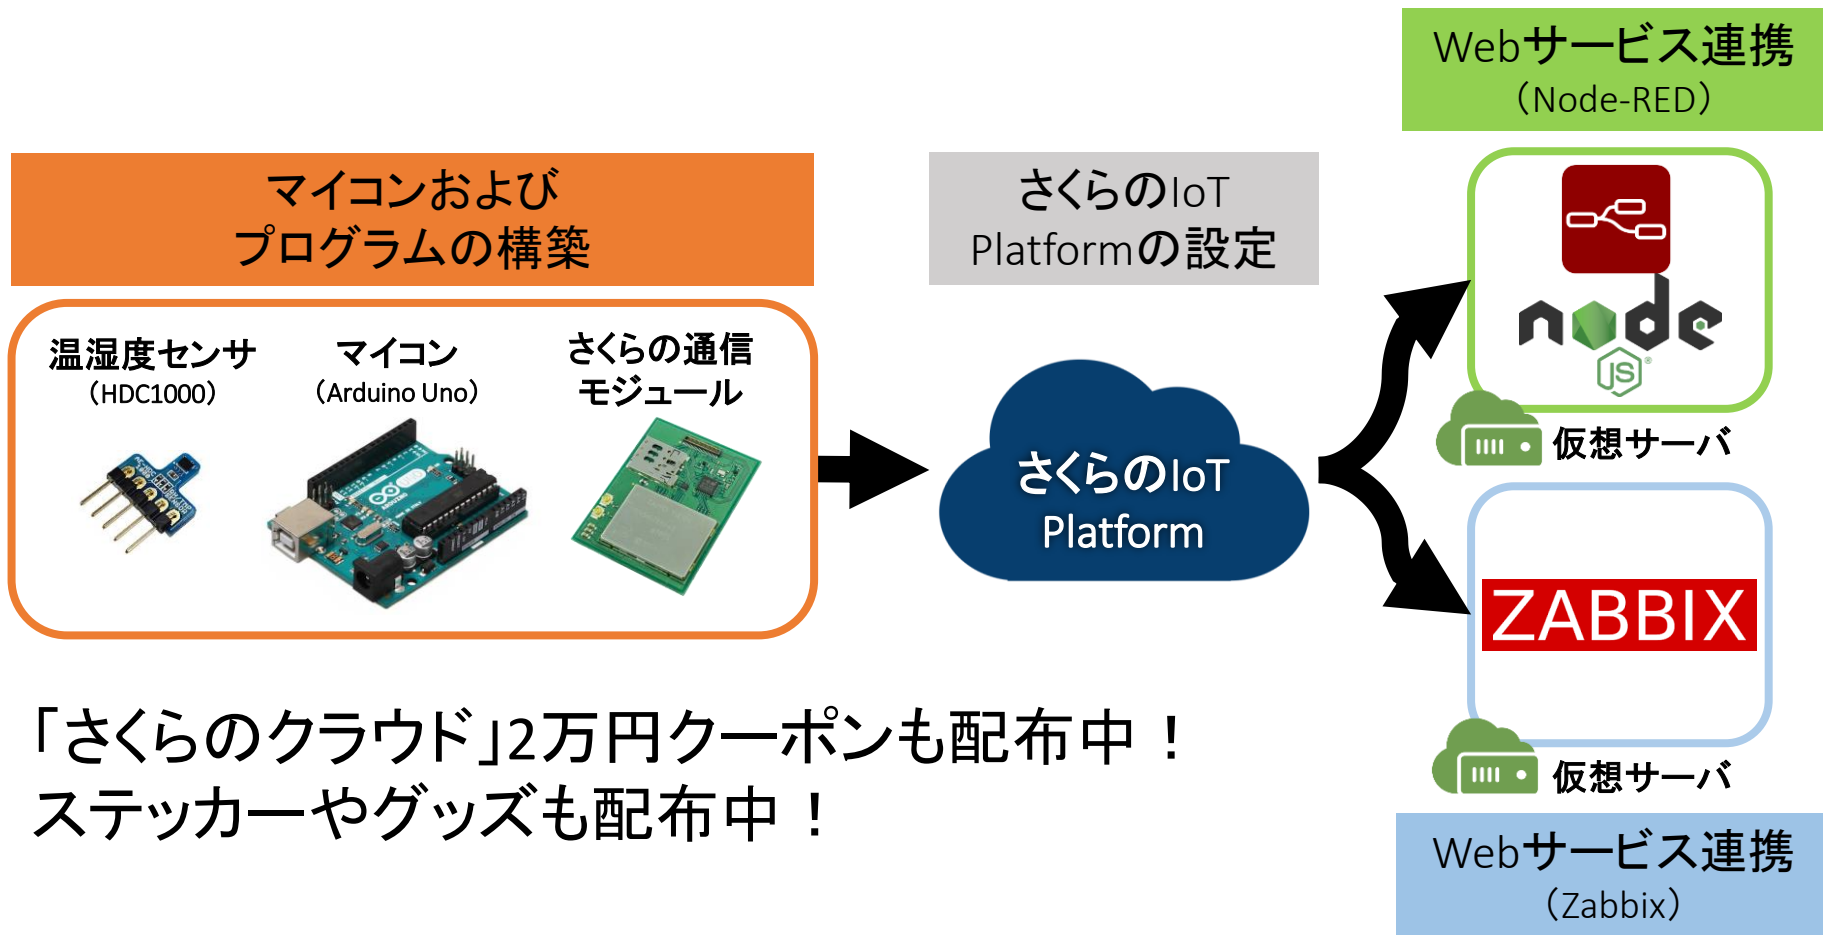 マイコンおよび
プログラムの構築
温湿度センサ
（HDC1000）
マイコン
（Arduino Uno）
さくらの通信
モジュール
さくらのIoT
Platformの設定
さくらのIoT
Platform
Webサービス連携
（Node-RED）
node
JS
仮想サーバ
ZABBIX
仮想サーバ
Webサービス連携
（Zabbix）
「さくらのクラウド」2万円クーポンも配布中！
ステッカーやグッズも配布中！